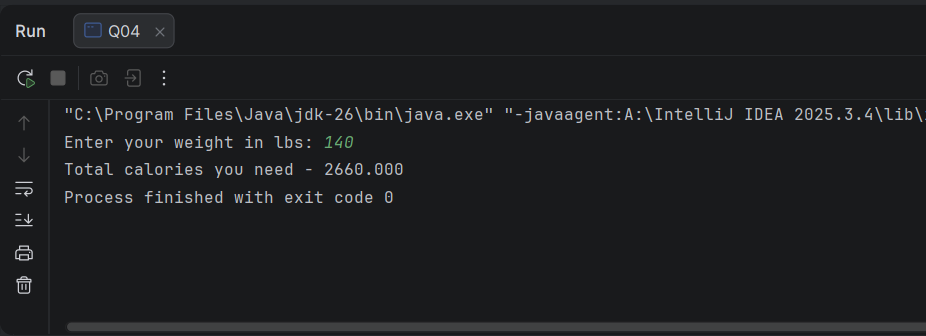 Run Q04
"C:\Program Files\Java\jdk-26\bin\java.exe" "-javaagent:A:\IntelliJ IDEA 2025.3.4\lib\
Enter your weight in lbs: 140
Total calories you need - 2660.000
Process finished with exit code 0